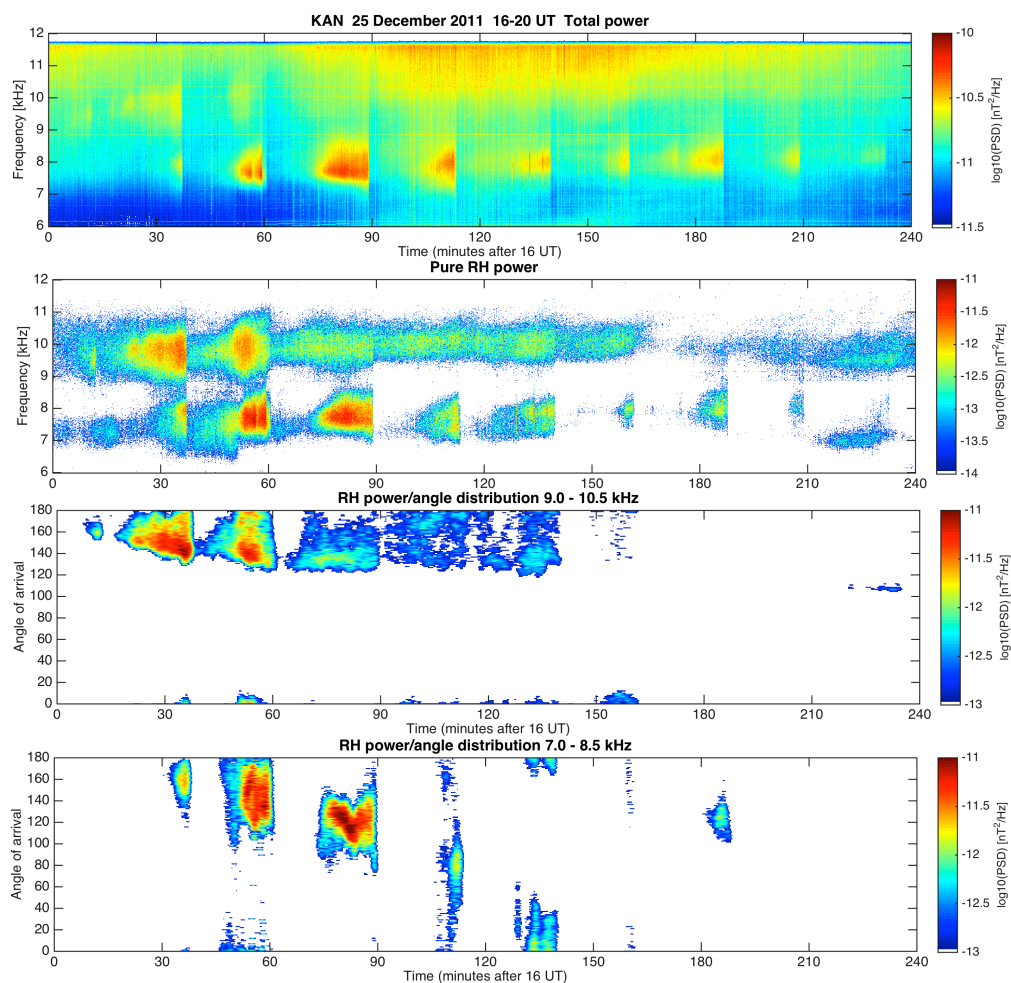 KAN 25 December 2011 16-20 UT Total power
12
11
10
9
8
7
6
Frequency [kHz]
0 30 60 90 120 150 180 210 240
Time (minutes after 16 UT)
-10
-10.5
-11
-11.5
log10(PSD) [nT²/Hz]
Pure RH power
12
11
10
9
8
7
6
Frequency [kHz]
0 30 60 90 120 150 180 210 240
-11
-11.5
-12
-12.5
-13
-13.5
-14
log10(PSD) [nT²/Hz]
RH power/angle distribution 9.0 - 10.5 kHz
180
160
140
120
100
80
60
40
20
0
Angle of arrival
0 30 60 90 120 150 180 210 240
Time (minutes after 16 UT)
-11
-11.5
-12
-12.5
-13
log10(PSD) [nT²/Hz]
RH power/angle distribution 7.0 - 8.5 kHz
180
160
140
120
100
80
60
40
20
0
Angle of arrival
0 30 60 90 120 150 180 210 240
Time (minutes after 16 UT)
-11
-11.5
-12
-12.5
-13
log10(PSD) [nT²/Hz]